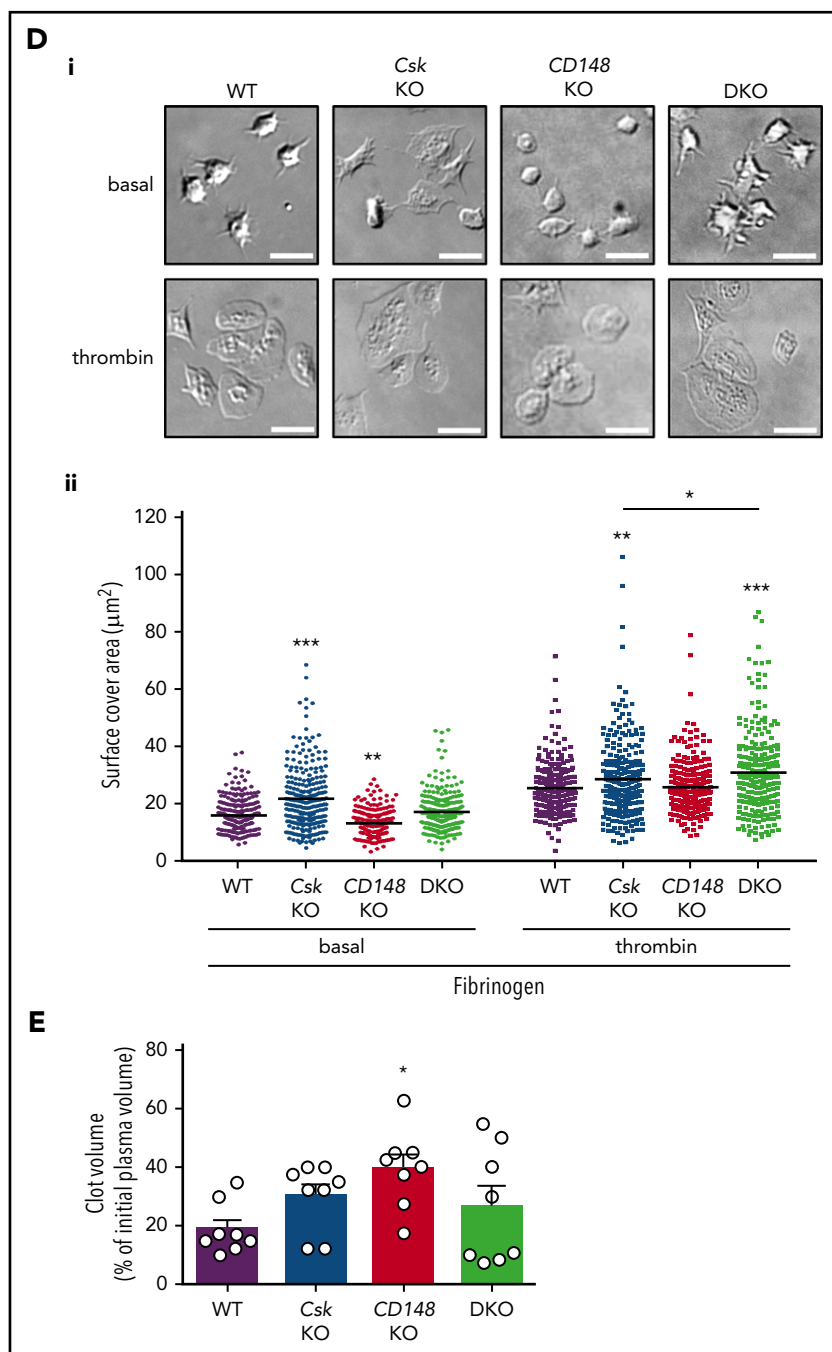 D
i
WT
Csk
KO
CD148
KO
DKO
basal
thrombin
ii
Surface cover area (μm²)
120
100
80
60
40
20
0
***
**
**
*
***
WT
Csk
KO
CD148
KO
DKO
WT
Csk
KO
CD148
KO
DKO
basal
thrombin
Fibrinogen
E
Clot volume
(% of initial plasma volume)
80
60
40
20
0
*
WT
Csk
KO
CD148
KO
DKO